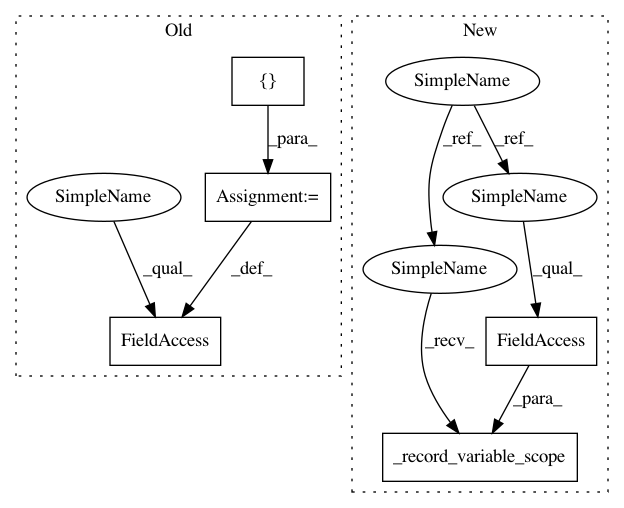 Old
New
{}
SimpleName
_para_
_ref_
_ref_
SimpleName
Assignment:=
SimpleName
SimpleName
_qual_
_def_
_qual_
FieldAccess
_recv_
FieldAccess
_para_
_record_variable_scope